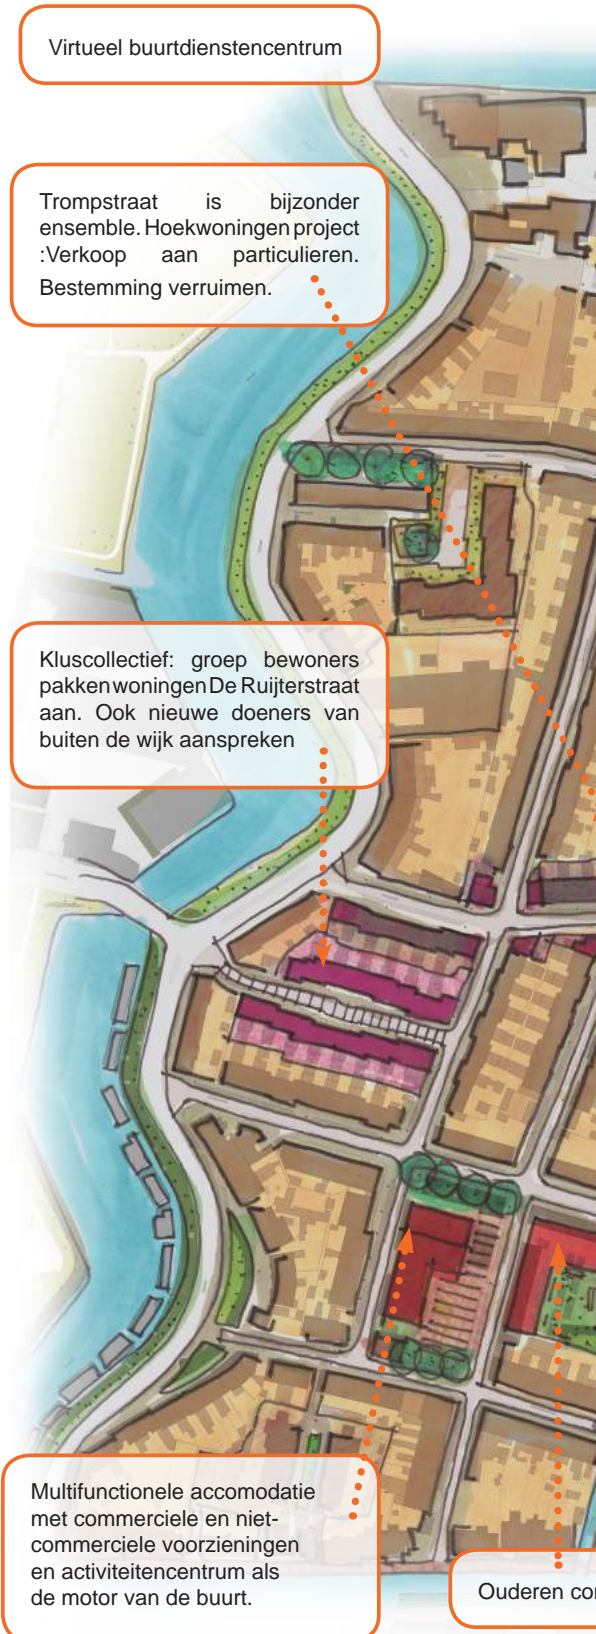 Virtueel buurtdienstencentrum
Trompstraat is bijzonder
ensemble. Hoekwoningen project
:Verkoop aan particulieren.
Bestemming verruimen.
Kluscollectief: groep bewoners
pakken woningen De Ruijterstraat
aan. Ook nieuwe doeners van
buiten de wijk aanspreken
Multifunctionele accomodatie
met commerciele en niet-
commerciele voorzieningen
en activiteitencentrum als
de motor van de buurt.
Ouderen